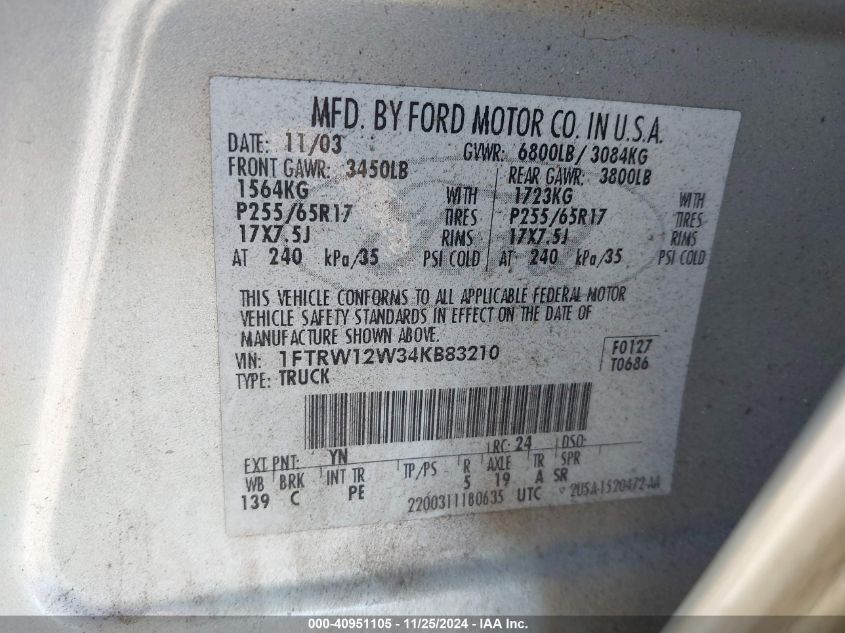 MFD. BY FORD MOTOR CO. IN U.S.A.
DATE: 11/03 GVWR: 6800LB/ 3084KG
FRONT GAWR: 3450LB REAR GAWR: 3800LB
1564KG WITH 1723KG WITH
P255/65R17 TIRES P255/65R17 TIRES
17X7.5J RIMS 17X7.5J RIMS
AT 240 kPa/35 PSI COLD AT 240 kPa/35 PSI COLD
THIS VEHICLE CONFORMS TO ALL APPLICABLE FEDERAL MOTOR
VEHICLE SAFETY STANDARDS IN EFFECT ON THE DATE OF
MANUFACTURE SHOWN ABOVE.
VIN: 1FTRW12W34KB83210 F0127
TYPE: TRUCK T0686
EXT PNT: YN RC: 24 DSO:
WB BRK INT TR TP/PS R AXLE TR SPR
139 C PE 5 19 A SR
2200311180635 UTC 2U5A-1520472-AA
000-40951105 - 11/25/2024 - IAAI.com